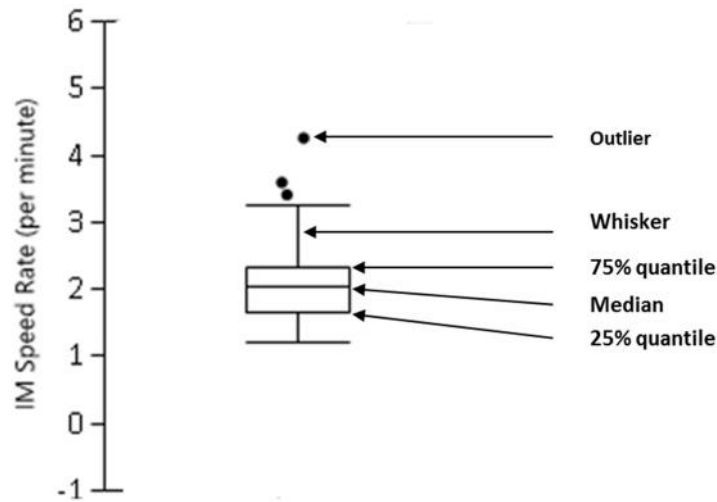 IM Speed Rate (per minute)
6
5
4
3
2
1
0
-1
Outlier
Whisker
75% quantile
Median
25% quantile